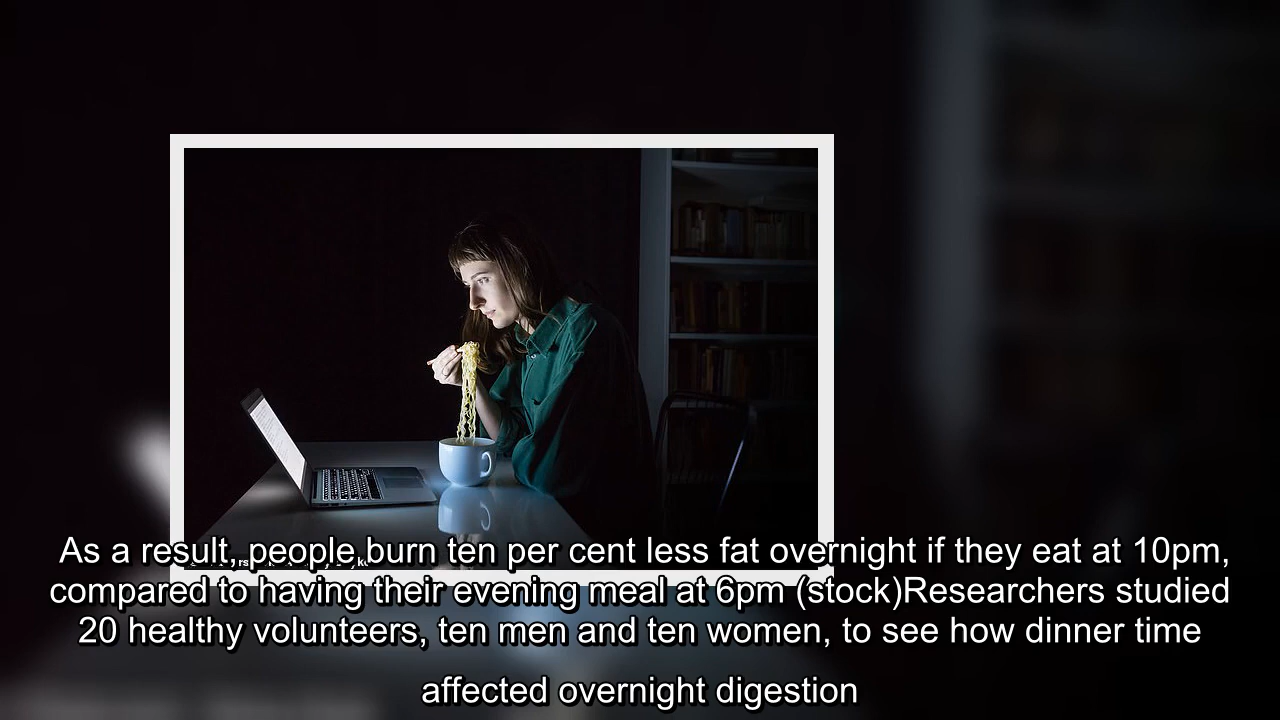 As a result, people burn ten per cent less fat overnight if they eat at 10pm,
compared to having their evening meal at 6pm (stock)Researchers studied
20 healthy volunteers, ten men and ten women, to see how dinner time
affected overnight digestion